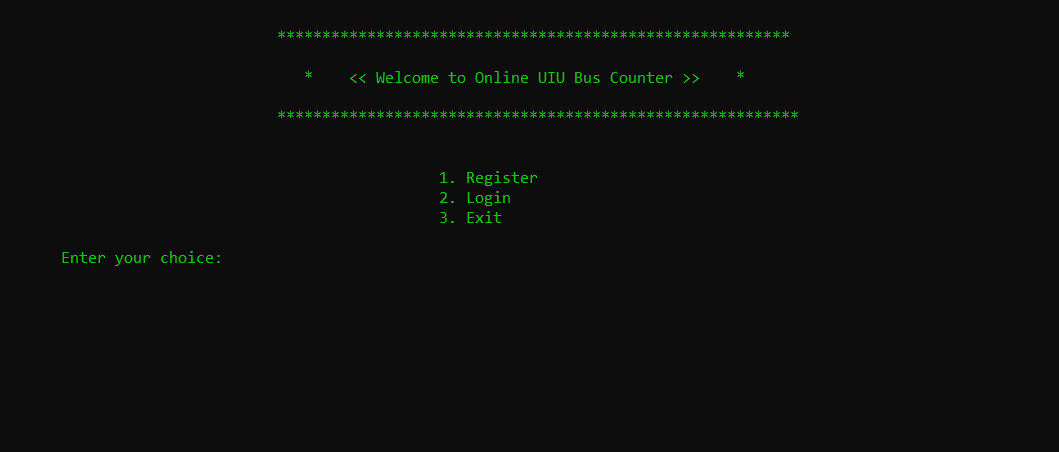 *********************************************************
* << Welcome to Online UIU Bus Counter >> *
**********************************************************
1. Register
2. Login
3. Exit
Enter your choice: